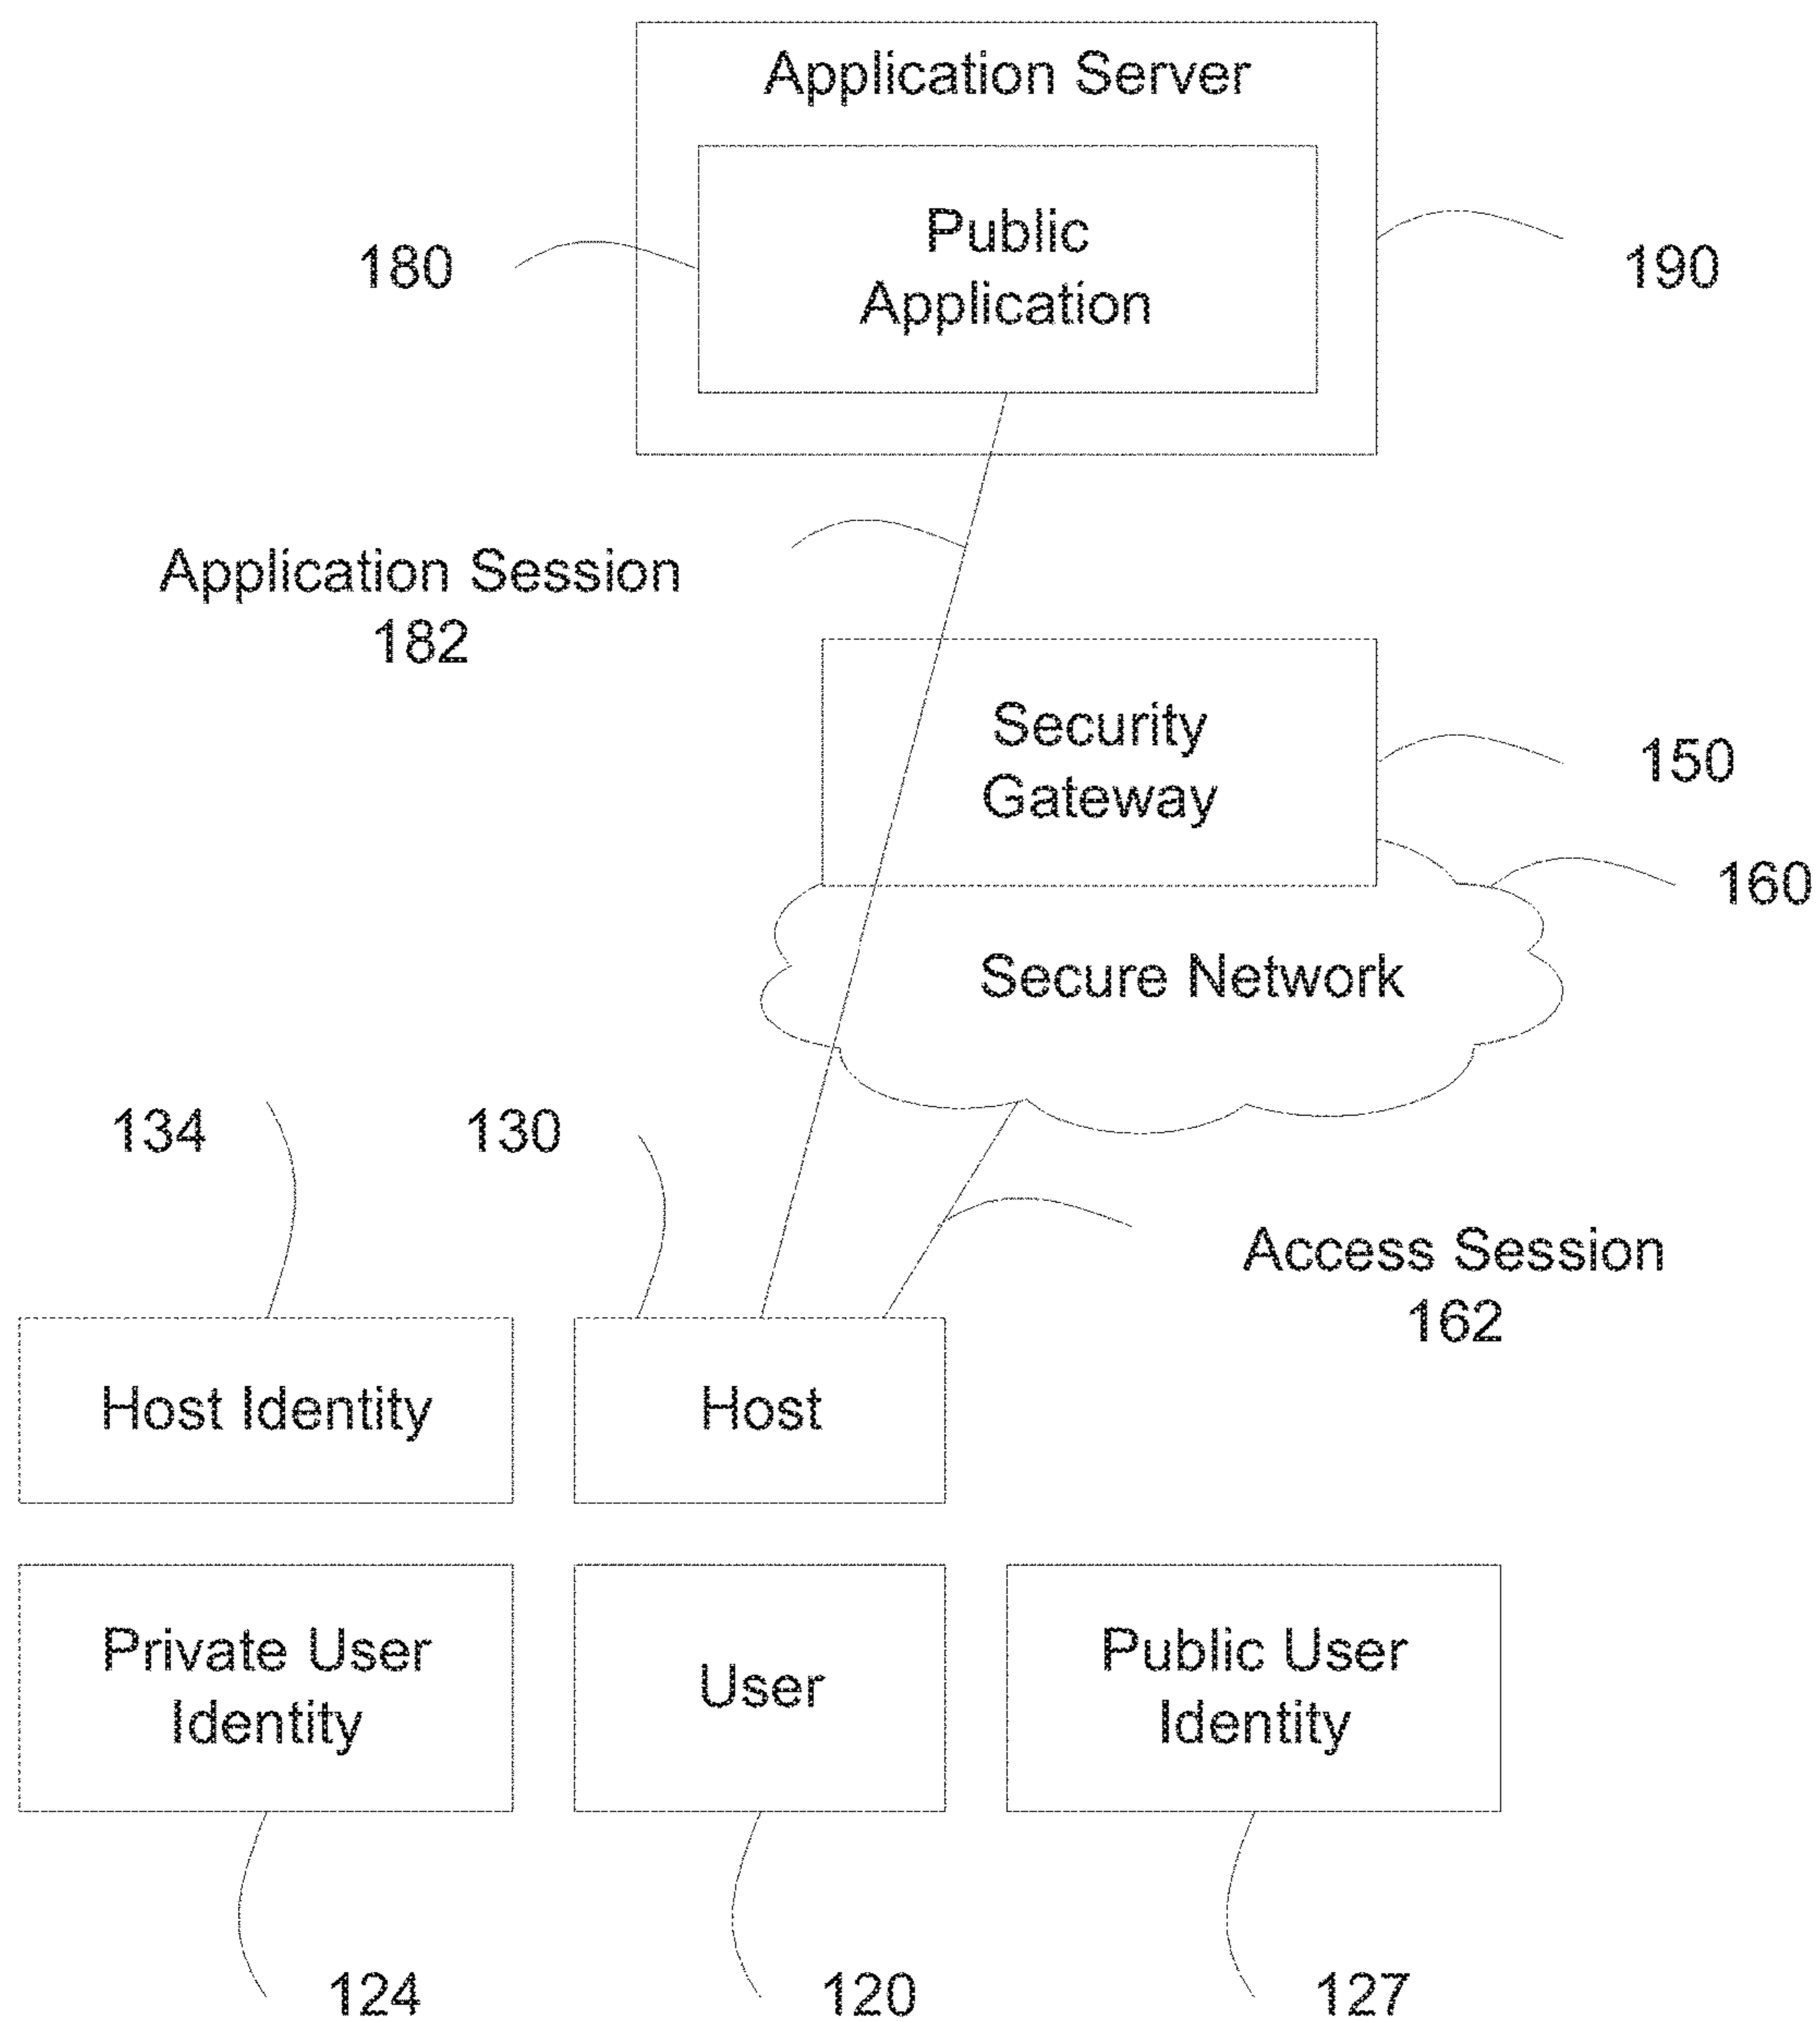 Application Server
Public
Application
180
190
Application Session
182
Security
Gateway
150
160
Secure Network
134
130
Access Session
162
Host Identity
Host
Private User
Identity
User
Public User
Identity
124
120
127